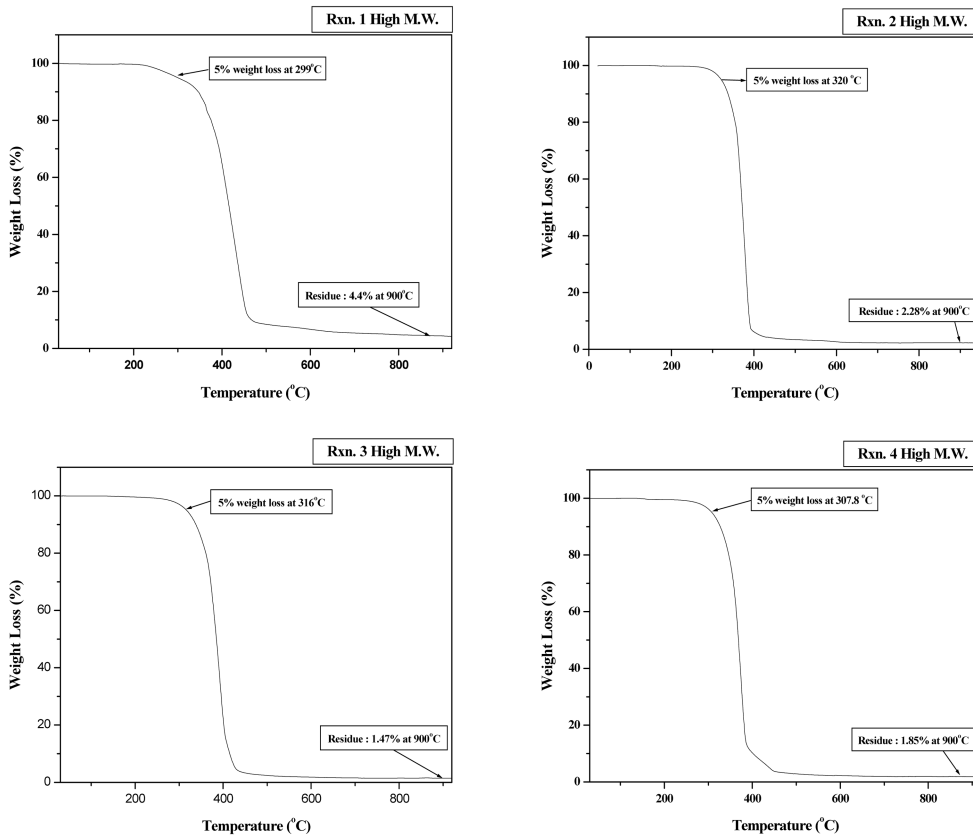 Rxn. 1 High M.W.
5% weight loss at 299°C
100
80
60
40
20
0
Weight Loss (%)
Residue : 4.4% at 900°C
200
400
600
800
Temperature (°C)
Rxn. 2 High M.W.
5% weight loss at 320 °C
100
80
60
40
20
0
Weight Loss (%)
Residue : 2.28% at 900°C
0
200
400
600
800
Temperature (°C)
Rxn. 3 High M.W.
5% weight loss at 316°C
100
80
60
40
20
0
Weight Loss (%)
Residue : 1.47% at 900°C
200
400
600
800
Temperature (°C)
Rxn. 4 High M.W.
5% weight loss at 307.8 °C
100
80
60
40
20
0
Weight Loss (%)
Residue : 1.85% at 900°C
200
400
600
800
Temperature (°C)